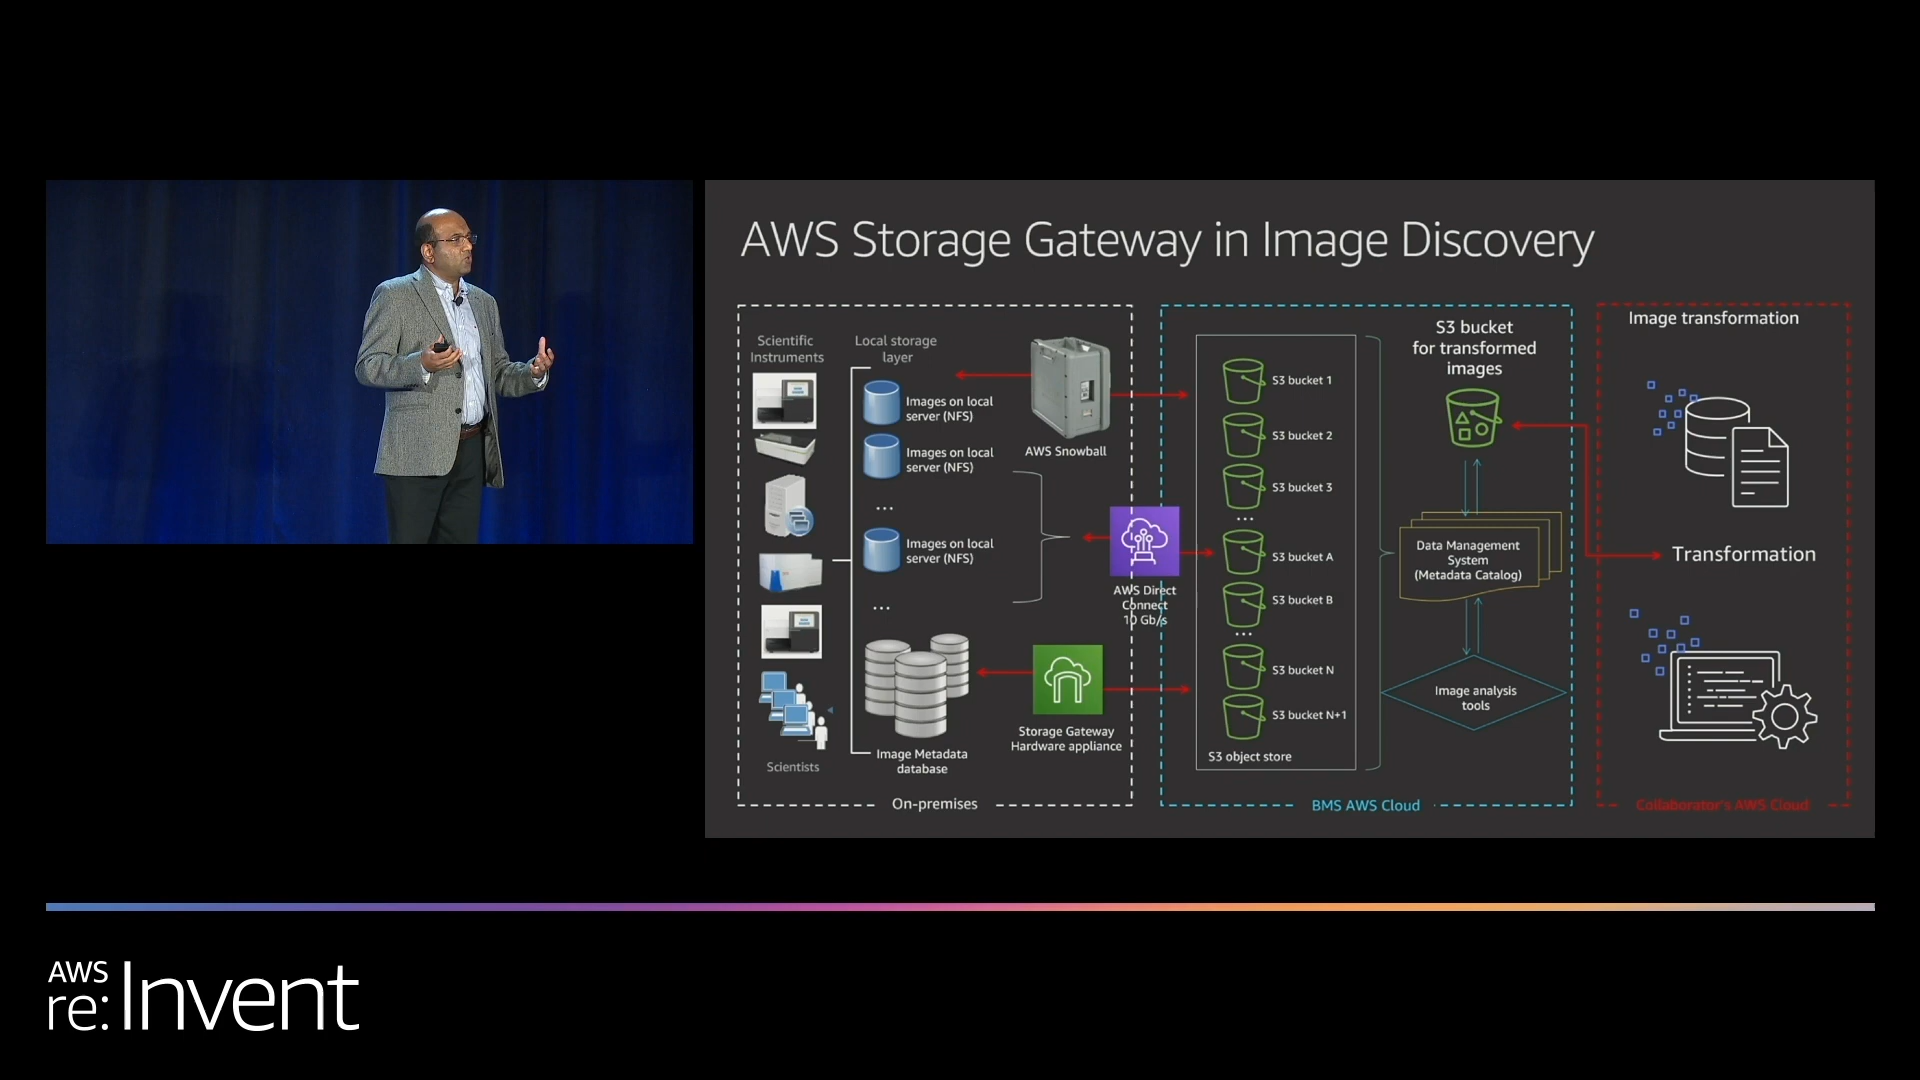 AWS Storage Gateway in Image Discovery
Scientific
Instruments
Scientists
Local storage
layer
Images on local
server (NFS)
Images on local
server (NFS)
...
Images on local
server (NFS)
...
Image Metadata
database
AWS Snowball
AWS Direct
Connect
10 Gb/s
Storage Gateway
Hardware appliance
On-premises
S3 bucket 1
S3 bucket 2
S3 bucket 3
...
S3 bucket A
S3 bucket B
...
S3 bucket N
S3 bucket N+1
S3 object store
S3 bucket
for transformed
images
Data Management
System
(Metadata Catalog)
Image analysis
tools
BMS AWS Cloud
Image transformation
Transformation
Collaborator's AWS Cloud
AWS
re:Invent